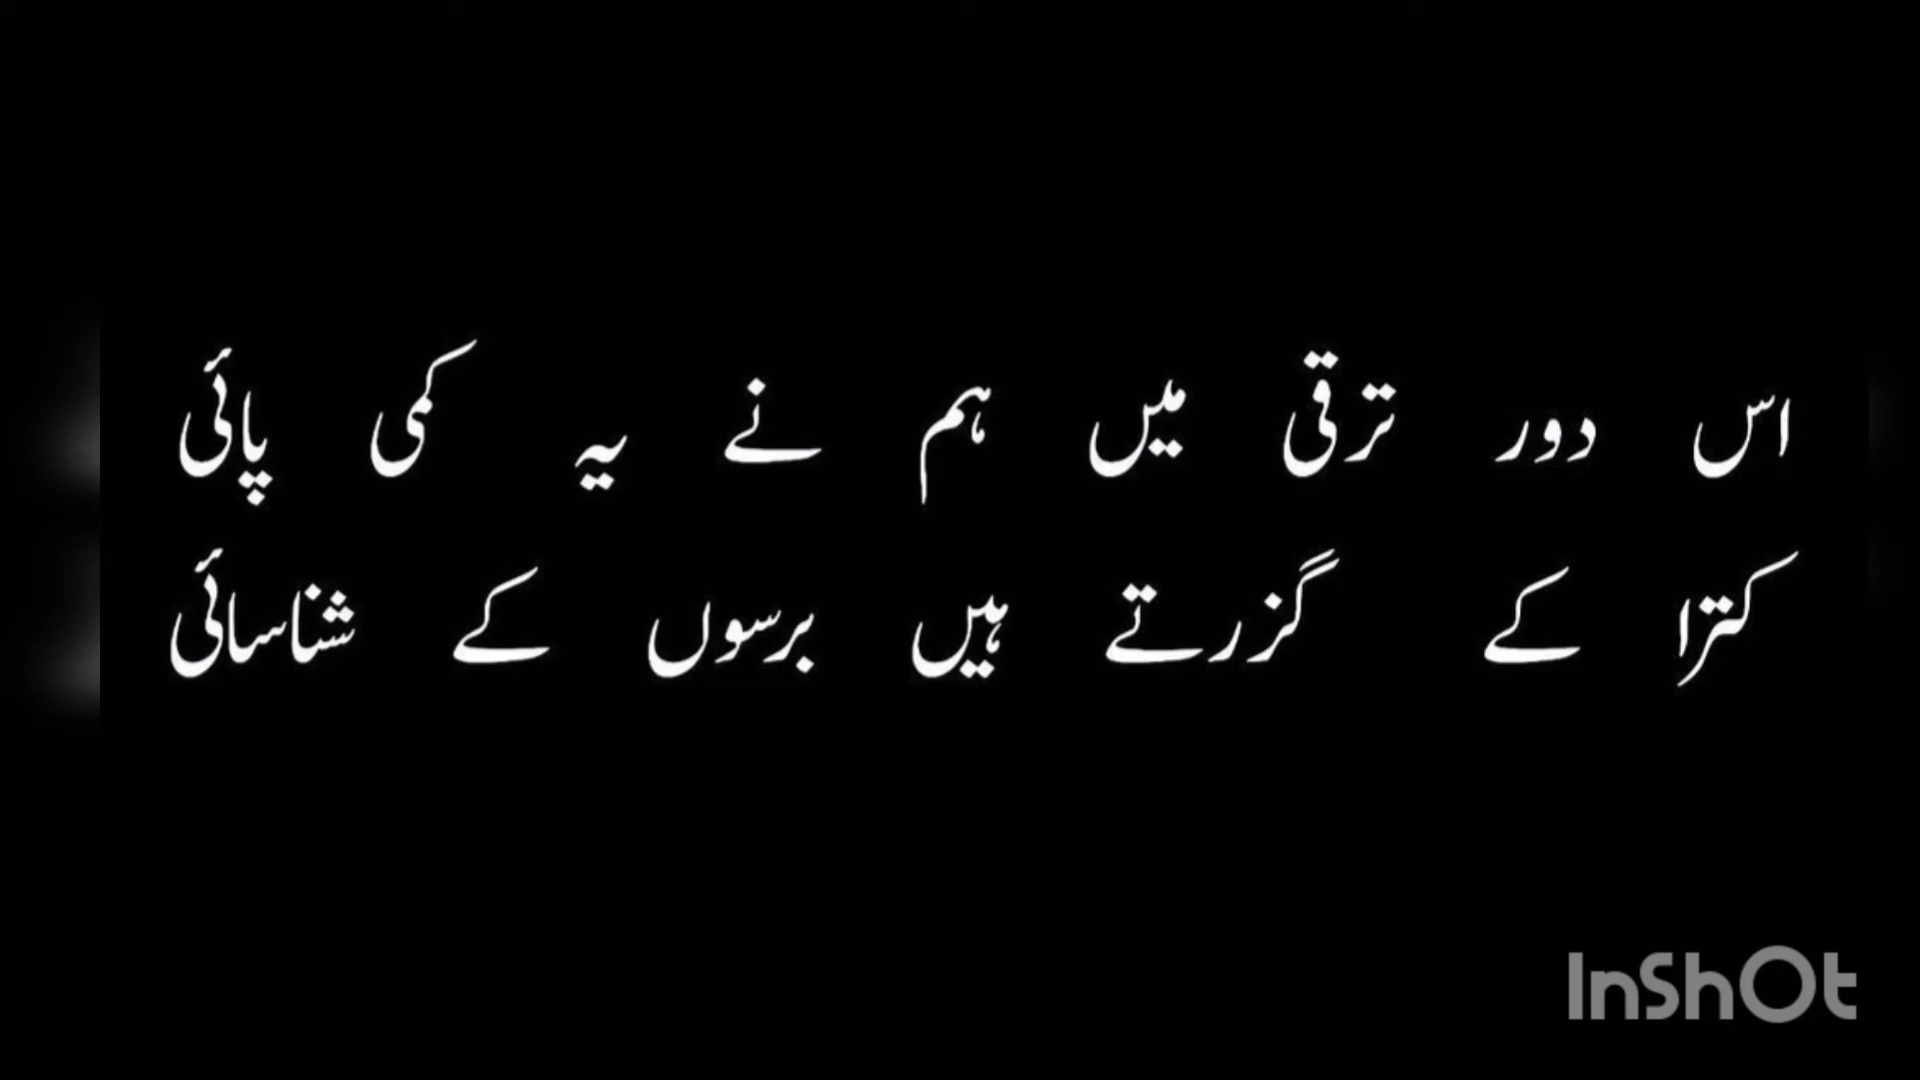 اس دور ترقی میں ہم نے یہ کمی پائی
کترا کے گزرتے ہیں برسوں کے شناسائی
InShOt